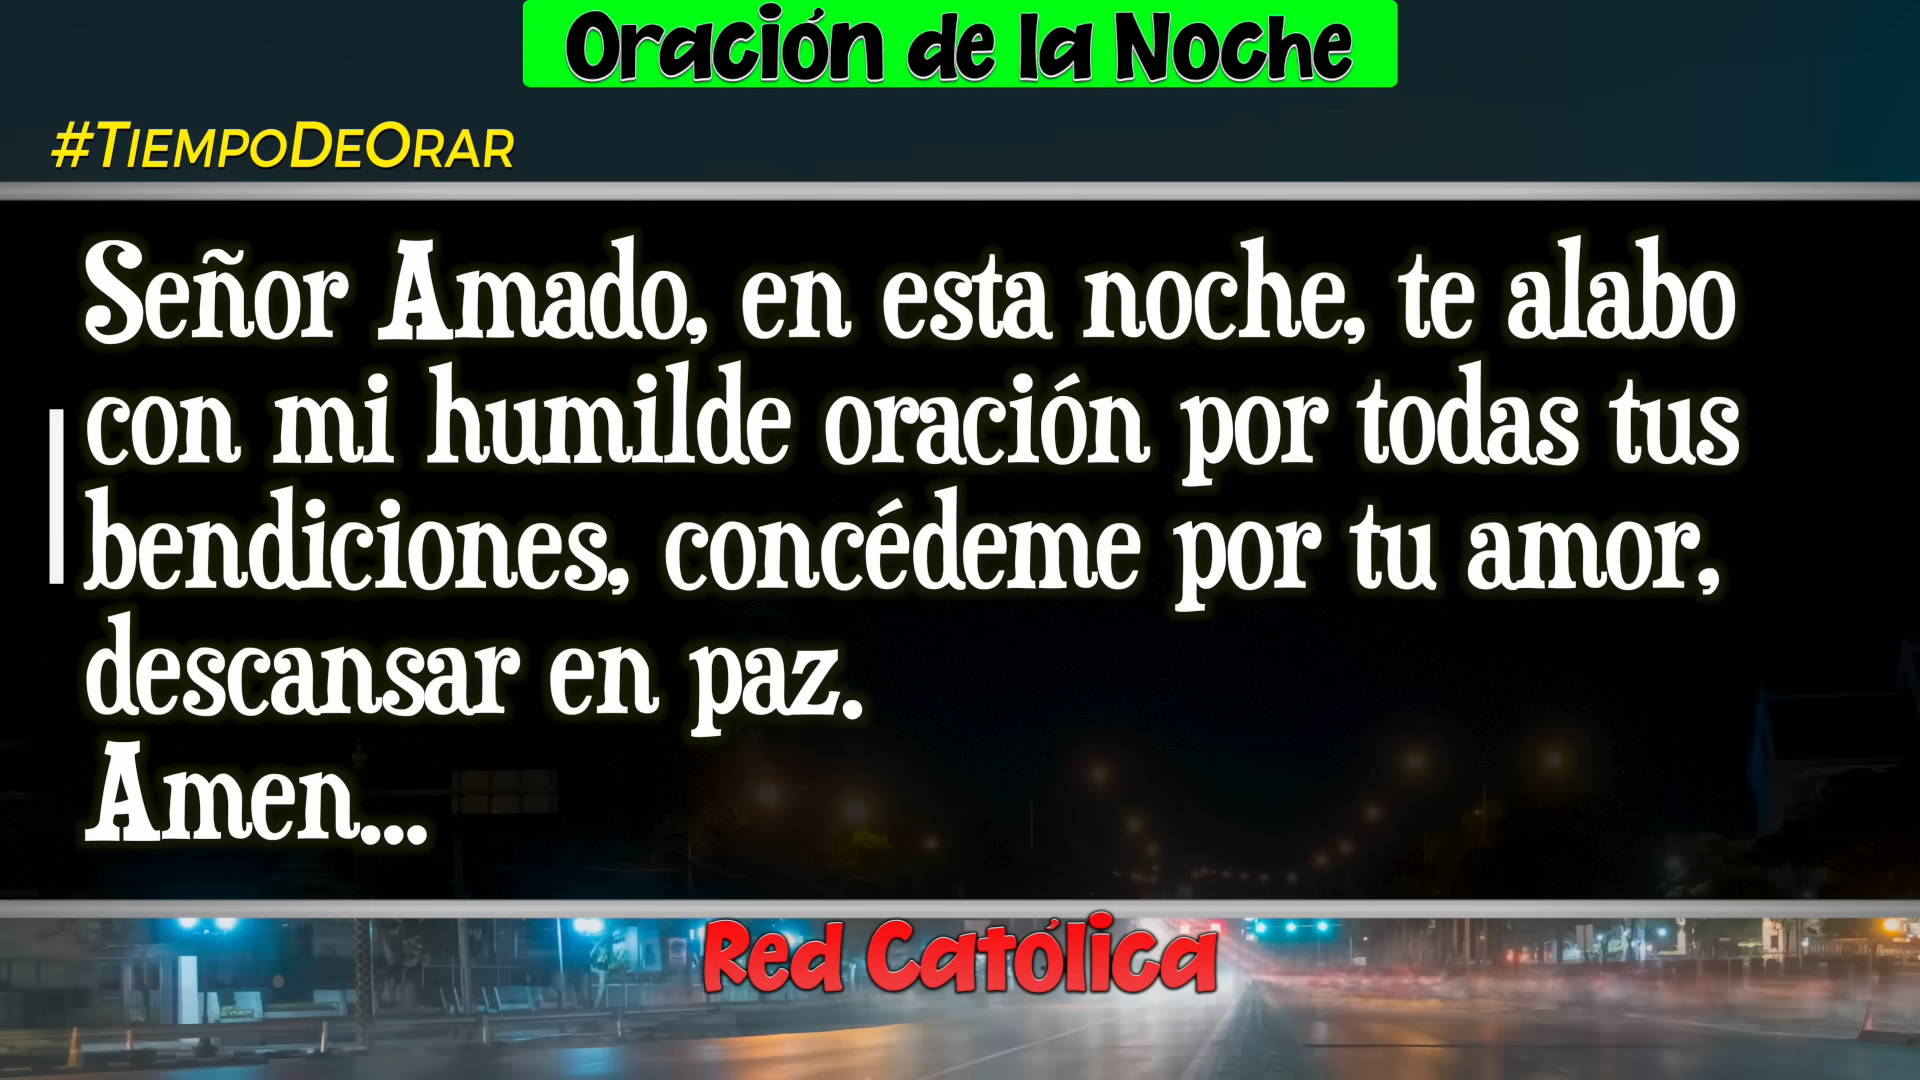 Oración de la Noche
#TiempoDeOrar
Señor Amado, en esta noche, te alabo
con mi humilde oración por todas tus
bendiciones, concédeme por tu amor,
descansar en paz.
Amen...
Red Católica